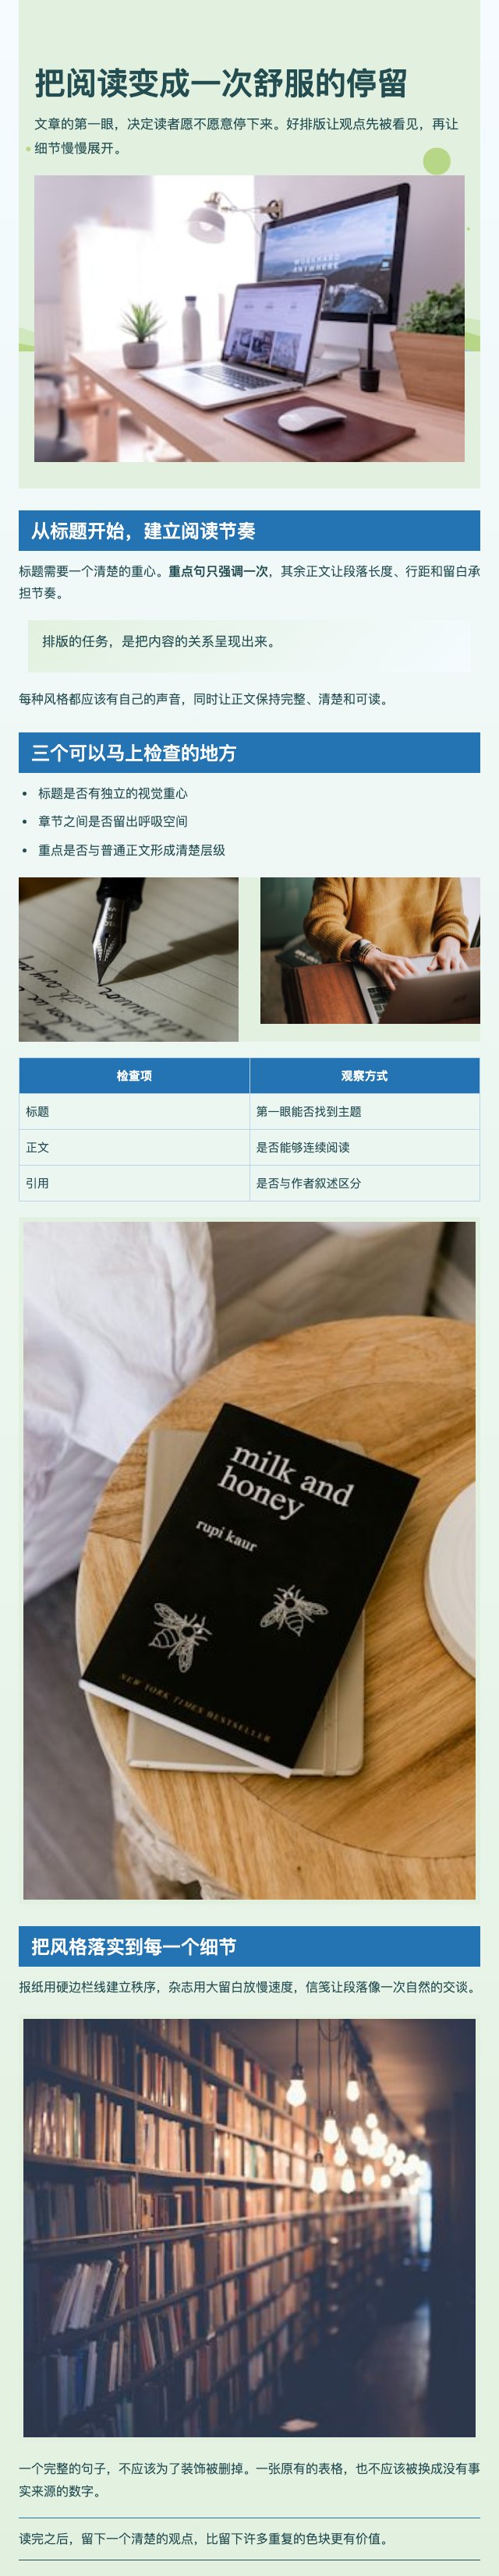 把阅读变成一次舒服的停留
文章的第一眼，决定读者愿不愿意停下来。好排版让观点先被看见，再让
细节慢慢展开。
WORKHARD
ANYWHERE
从标题开始，建立阅读节奏
标题需要一个清楚的重心。重点句只强调一次，其余正文让段落长度、行距和留白承
担节奏。
排版的任务，是把内容的关系呈现出来。
每种风格都应该有自己的声音，同时让正文保持完整、清楚和可读。
三个可以马上检查的地方
• 标题是否有独立的视觉重心
• 章节之间是否留出呼吸空间
• 重点是否与普通正文形成清楚层级
检查项 观察方式
标题 第一眼能否找到主题
正文 是否能够连续阅读
引用 是否与作者叙述区分
milk and
honey
rupi kaur
NEW YORK TIMES BESTSELLER
把风格落实到每一个细节
报纸用硬边栏线建立秩序，杂志用大留白放慢速度，信笺让段落像一次自然的交谈。
一个完整的句子，不应该为了装饰被删掉。一张原有的表格，也不应该被换成没有事
实来源的数字。
读完之后，留下一个清楚的观点，比留下许多重复的色块更有价值。